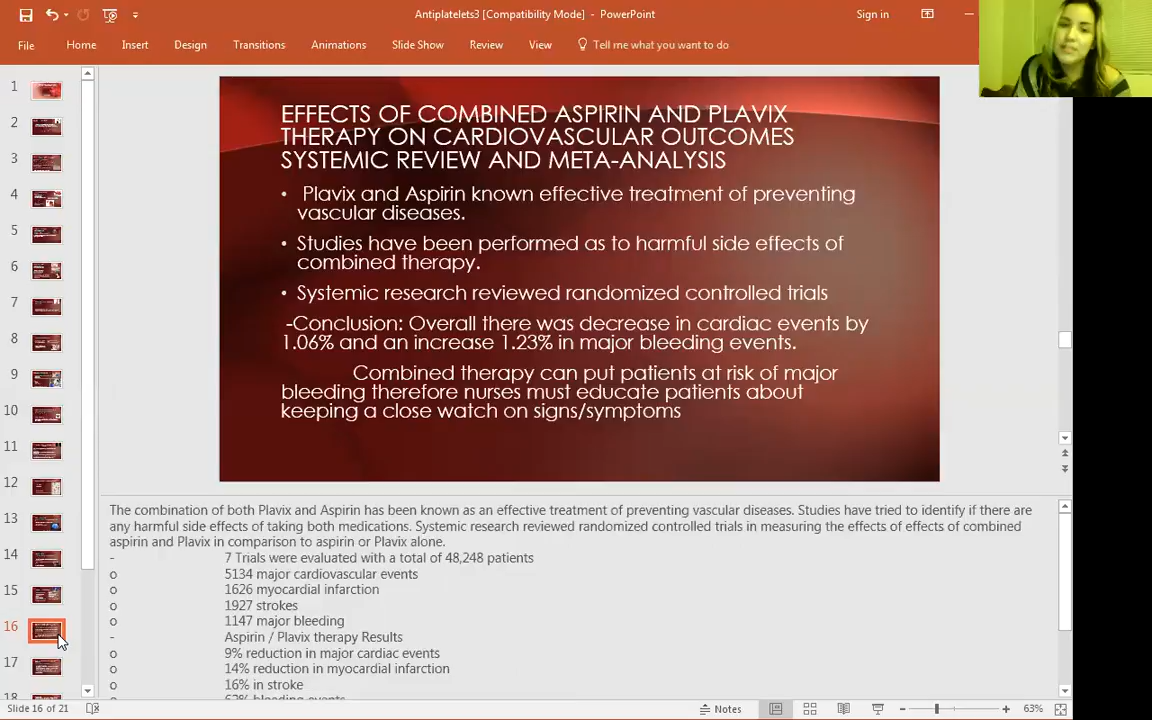 Antiplatelets3 [Compatibility Mode] - PowerPoint
Sign in
File Home Insert Design Transitions Animations Slide Show Review View Tell me what you want to do
1
2
3
4
5
6
7
8
9
10
11
12
13
14
15
16
17
18
EFFECTS OF COMBINED ASPIRIN AND PLAVIX
THERAPY ON CARDIOVASCULAR OUTCOMES
SYSTEMIC REVIEW AND META-ANALYSIS
• Plavix and Aspirin known effective treatment of preventing
vascular diseases.
• Studies have been performed as to harmful side effects of
combined therapy.
• Systemic research reviewed randomized controlled trials
-Conclusion: Overall there was decrease in cardiac events by
1.06% and an increase 1.23% in major bleeding events.
Combined therapy can put patients at risk of major
bleeding therefore nurses must educate patients about
keeping a close watch on signs/symptoms
The combination of both Plavix and Aspirin has been known as an effective treatment of preventing vascular diseases. Studies have tried to identify if there are
any harmful side effects of taking both medications. Systemic research reviewed randomized controlled trials in measuring the effects of effects of combined
aspirin and Plavix in comparison to aspirin or Plavix alone.
- 7 Trials were evaluated with a total of 48,248 patients
o 5134 major cardiovascular events
o 1626 myocardial infarction
o 1927 strokes
o 1147 major bleeding
- Aspirin / Plavix therapy Results
o 9% reduction in major cardiac events
o 14% reduction in myocardial infarction
o 16% in stroke
o 62% bleeding events
Slide 16 of 21
Notes
63%